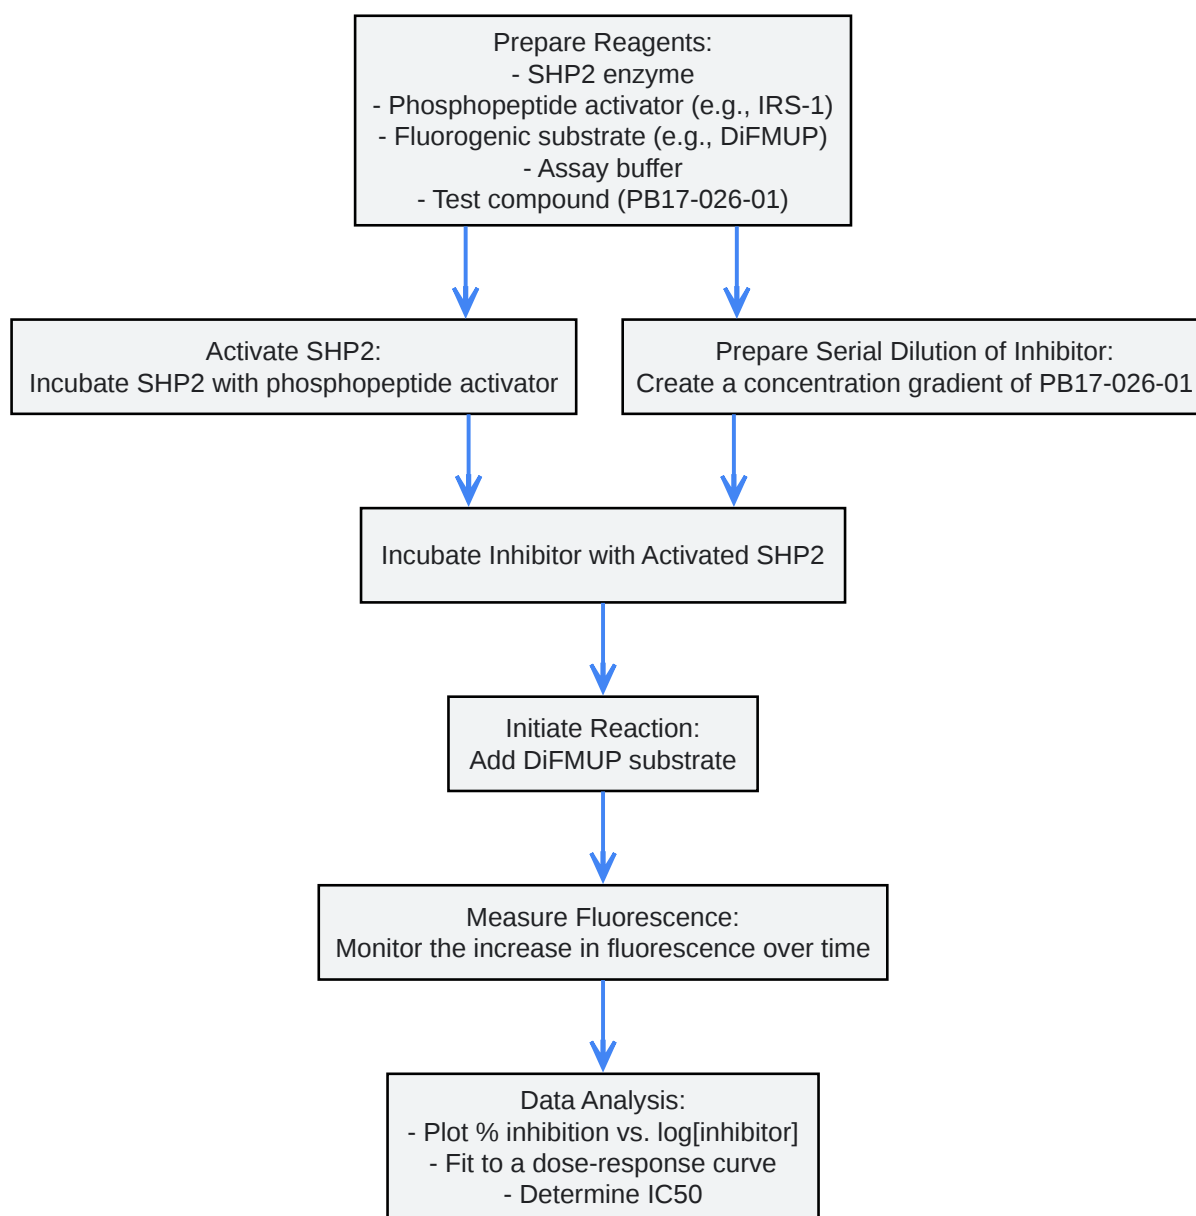 Prepare Reagents:
- SHP2 enzyme
- Phosphopeptide activator (e.g., IRS-1)
- Fluorogenic substrate (e.g., DiFMUP)
- Assay buffer
- Test compound (PB17-026-01)
Activate SHP2:
Incubate SHP2 with phosphopeptide activator
Prepare Serial Dilution of Inhibitor:
Create a concentration gradient of PB17-026-01
Incubate Inhibitor with Activated SHP2
Initiate Reaction:
Add DiFMUP substrate
Measure Fluorescence:
Monitor the increase in fluorescence over time
Data Analysis:
- Plot % inhibition vs. log[inhibitor]
- Fit to a dose-response curve
- Determine IC50